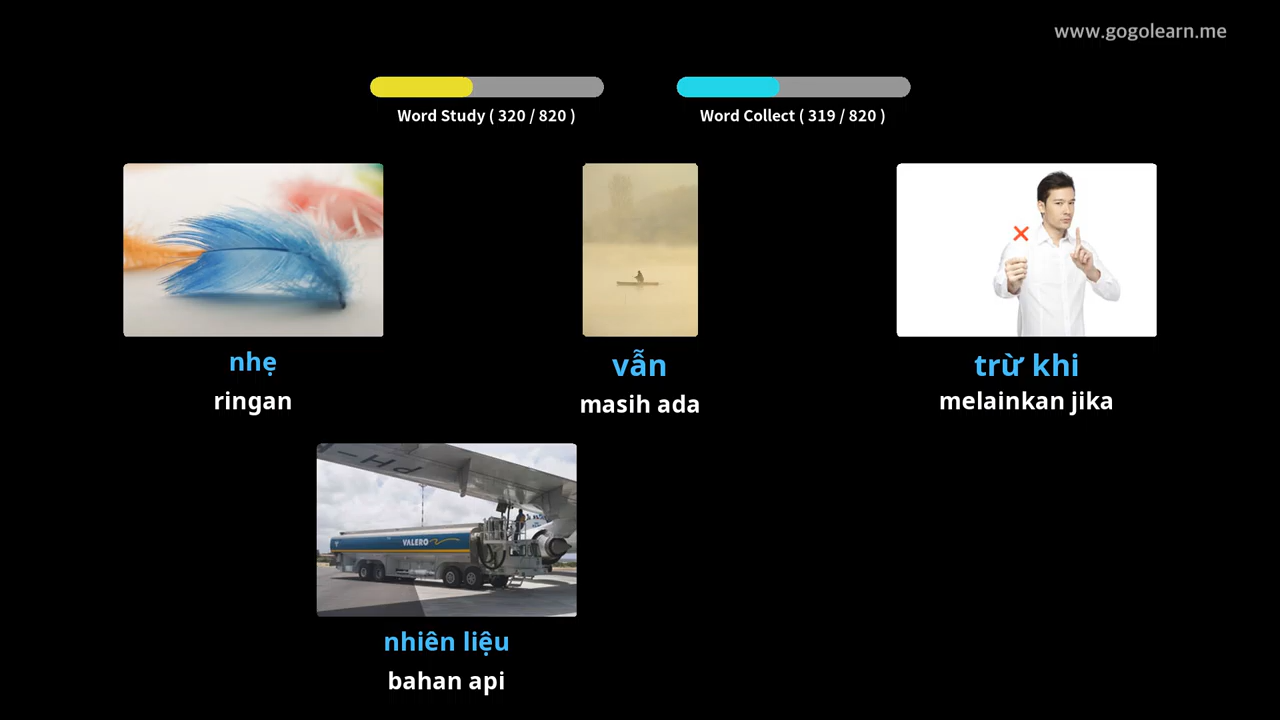 www.gogolearn.me
Word Study ( 320 / 820 )
Word Collect ( 319 / 820 )
nhẹ
ringan
vẫn
masih ada
trừ khi
melainkan jika
PH-
VALERO
nhiên liệu
bahan api